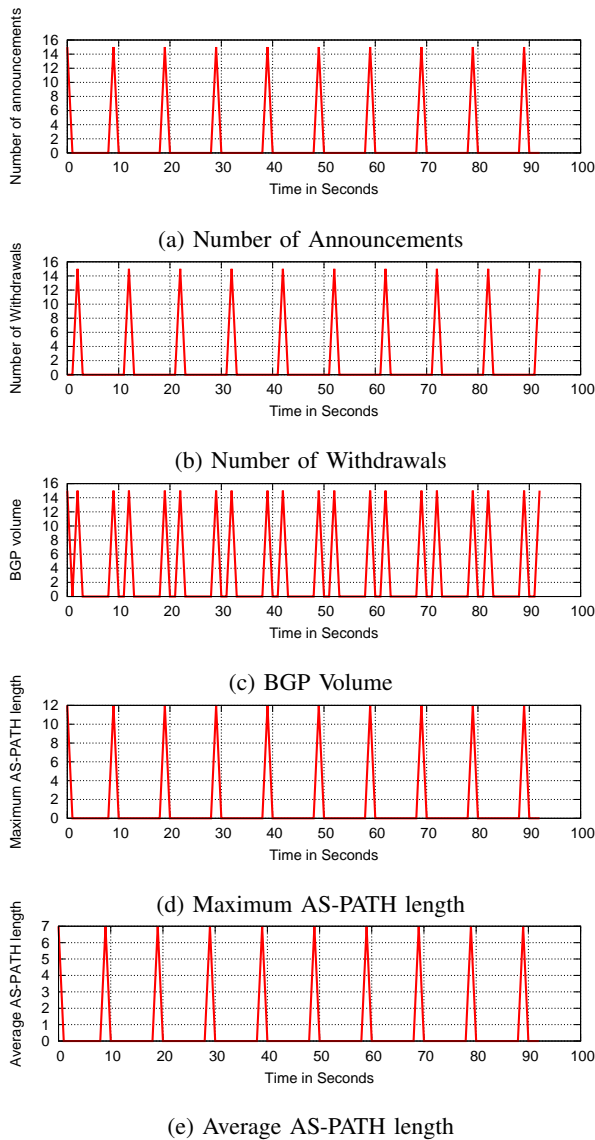 Number of announcements
16
14
12
10
8
6
4
2
0
0 10 20 30 40 50 60 70 80 90 100
Time in Seconds
(a) Number of Announcements
Number of Withdrawals
16
14
12
10
8
6
4
2
0
0 10 20 30 40 50 60 70 80 90 100
Time in Seconds
(b) Number of Withdrawals
BGP volume
16
14
12
10
8
6
4
2
0
0 10 20 30 40 50 60 70 80 90 100
Time in Seconds
(c) BGP Volume
Maximum AS-PATH length
12
10
8
6
4
2
0
0 10 20 30 40 50 60 70 80 90 100
Time in Seconds
(d) Maximum AS-PATH length
Average AS-PATH length
7
6
5
4
3
2
1
0
0 10 20 30 40 50 60 70 80 90 100
Time in Seconds
(e) Average AS-PATH length